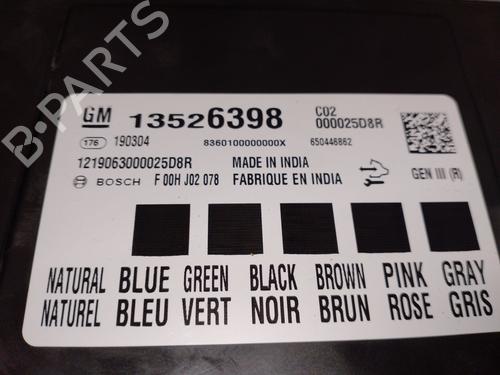 GM 13526398 C02
000025D8R
176 190304 8360100000000X 650446862
1219063000025D8R MADE IN INDIA
BOSCH F 00H J02 078 FABRIQUE EN INDIA GEN III (R)
NATURAL BLUE GREEN BLACK BROWN PINK GRAY
NATUREL BLEU VERT NOIR BRUN ROSE GRIS
B-PARTS